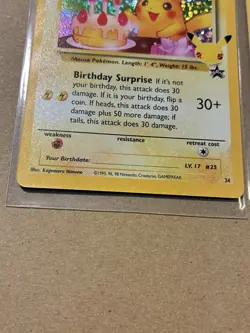 Mouse Pokémon. Length: 1' 4", Weight: 13 lbs.
Birthday Surprise If it's not
your birthday, this attack does 30
damage. If it is your birthday, flip a
coin. If heads, this attack does 30
damage plus 50 more damage; if
tails, this attack does 30 damage.
30+
weakness
resistance
retreat cost
Your Birthdate:
LV. 17 #25
Illus. Kagemaru Himeno
©1995, 96, 98 Nintendo, Creatures, GAMEFREAK.
24